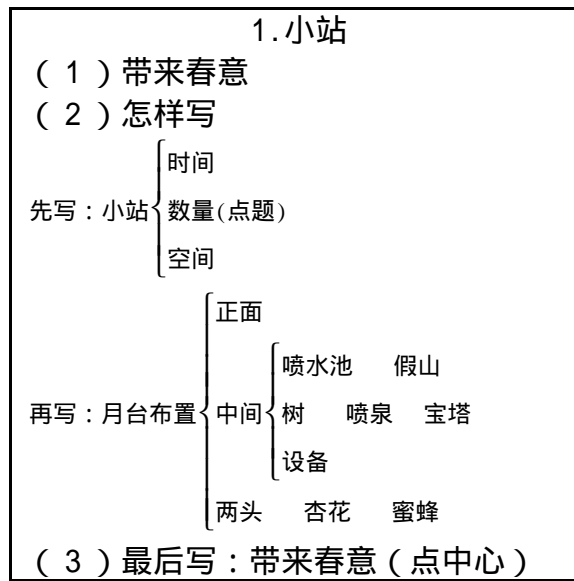 1.小站
（1）带来春意
（2）怎样写
时间
先写：小站 数量(点题)
空间
正面
喷水池 假山
再写：月台布置 中间 树 喷泉 宝塔
设备
两头 杏花 蜜蜂
（3）最后写：带来春意（点中心）